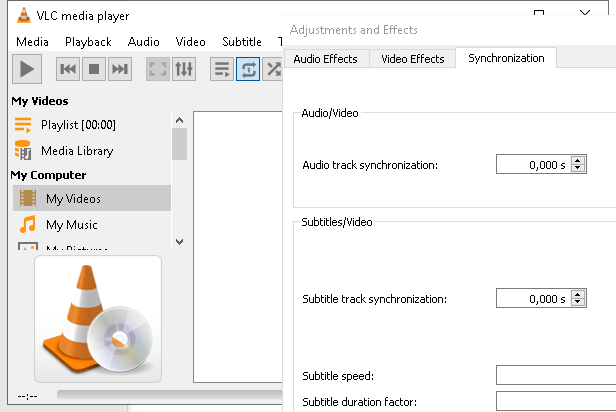 VLC media player
Media Playback Audio Video Subtitle
Adjustments and Effects
Audio Effects Video Effects Synchronization
My Videos
Playlist [00:00]
Media Library
My Computer
My Videos
My Music
My Pictures
--:--
Audio/Video
Audio track synchronization: 0,000 s
Subtitles/Video
Subtitle track synchronization: 0,000 s
Subtitle speed:
Subtitle duration factor: